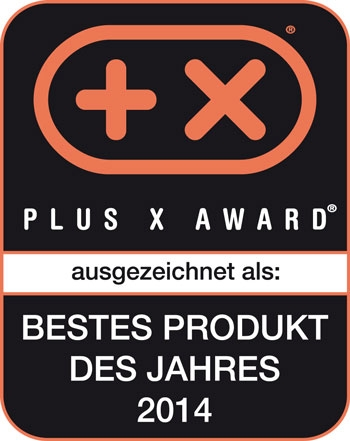 ®
PLUS X AWARD®
ausgezeichnet als:
BESTES PRODUKT
DES JAHRES
2014